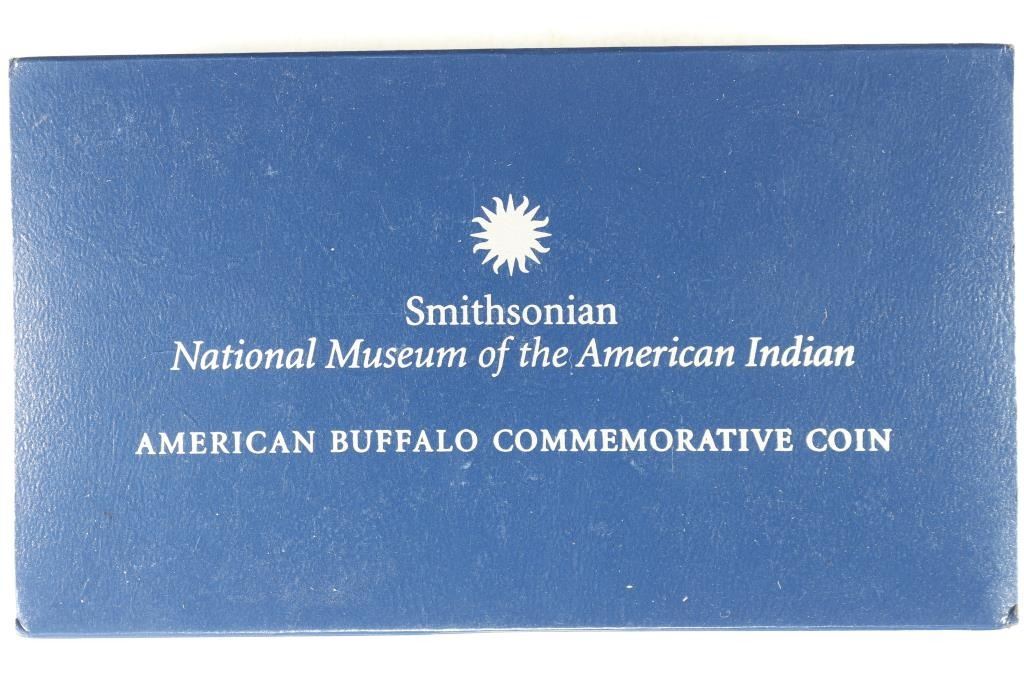 Smithsonian
National Museum of the American Indian
AMERICAN BUFFALO COMMEMORATIVE COIN